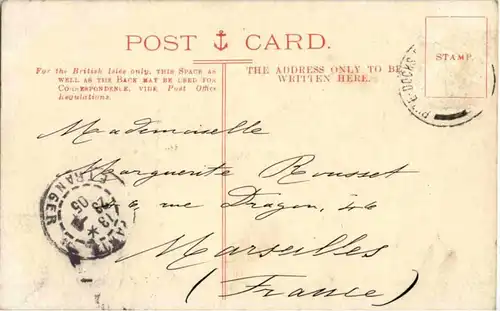 POST CARD.
For the British Isles only, THIS SPACE AS
WELL AS THE BACK MAY BE USED FOR
CORRESPONDENCE, VIDE Post Office
Regulations.
THE ADDRESS ONLY TO BE
WRITTEN HERE.
STAMP.
Mademoiselle
Marguerite Rousset
rue Dragon,
Marseilles
(France)
ETRANGER